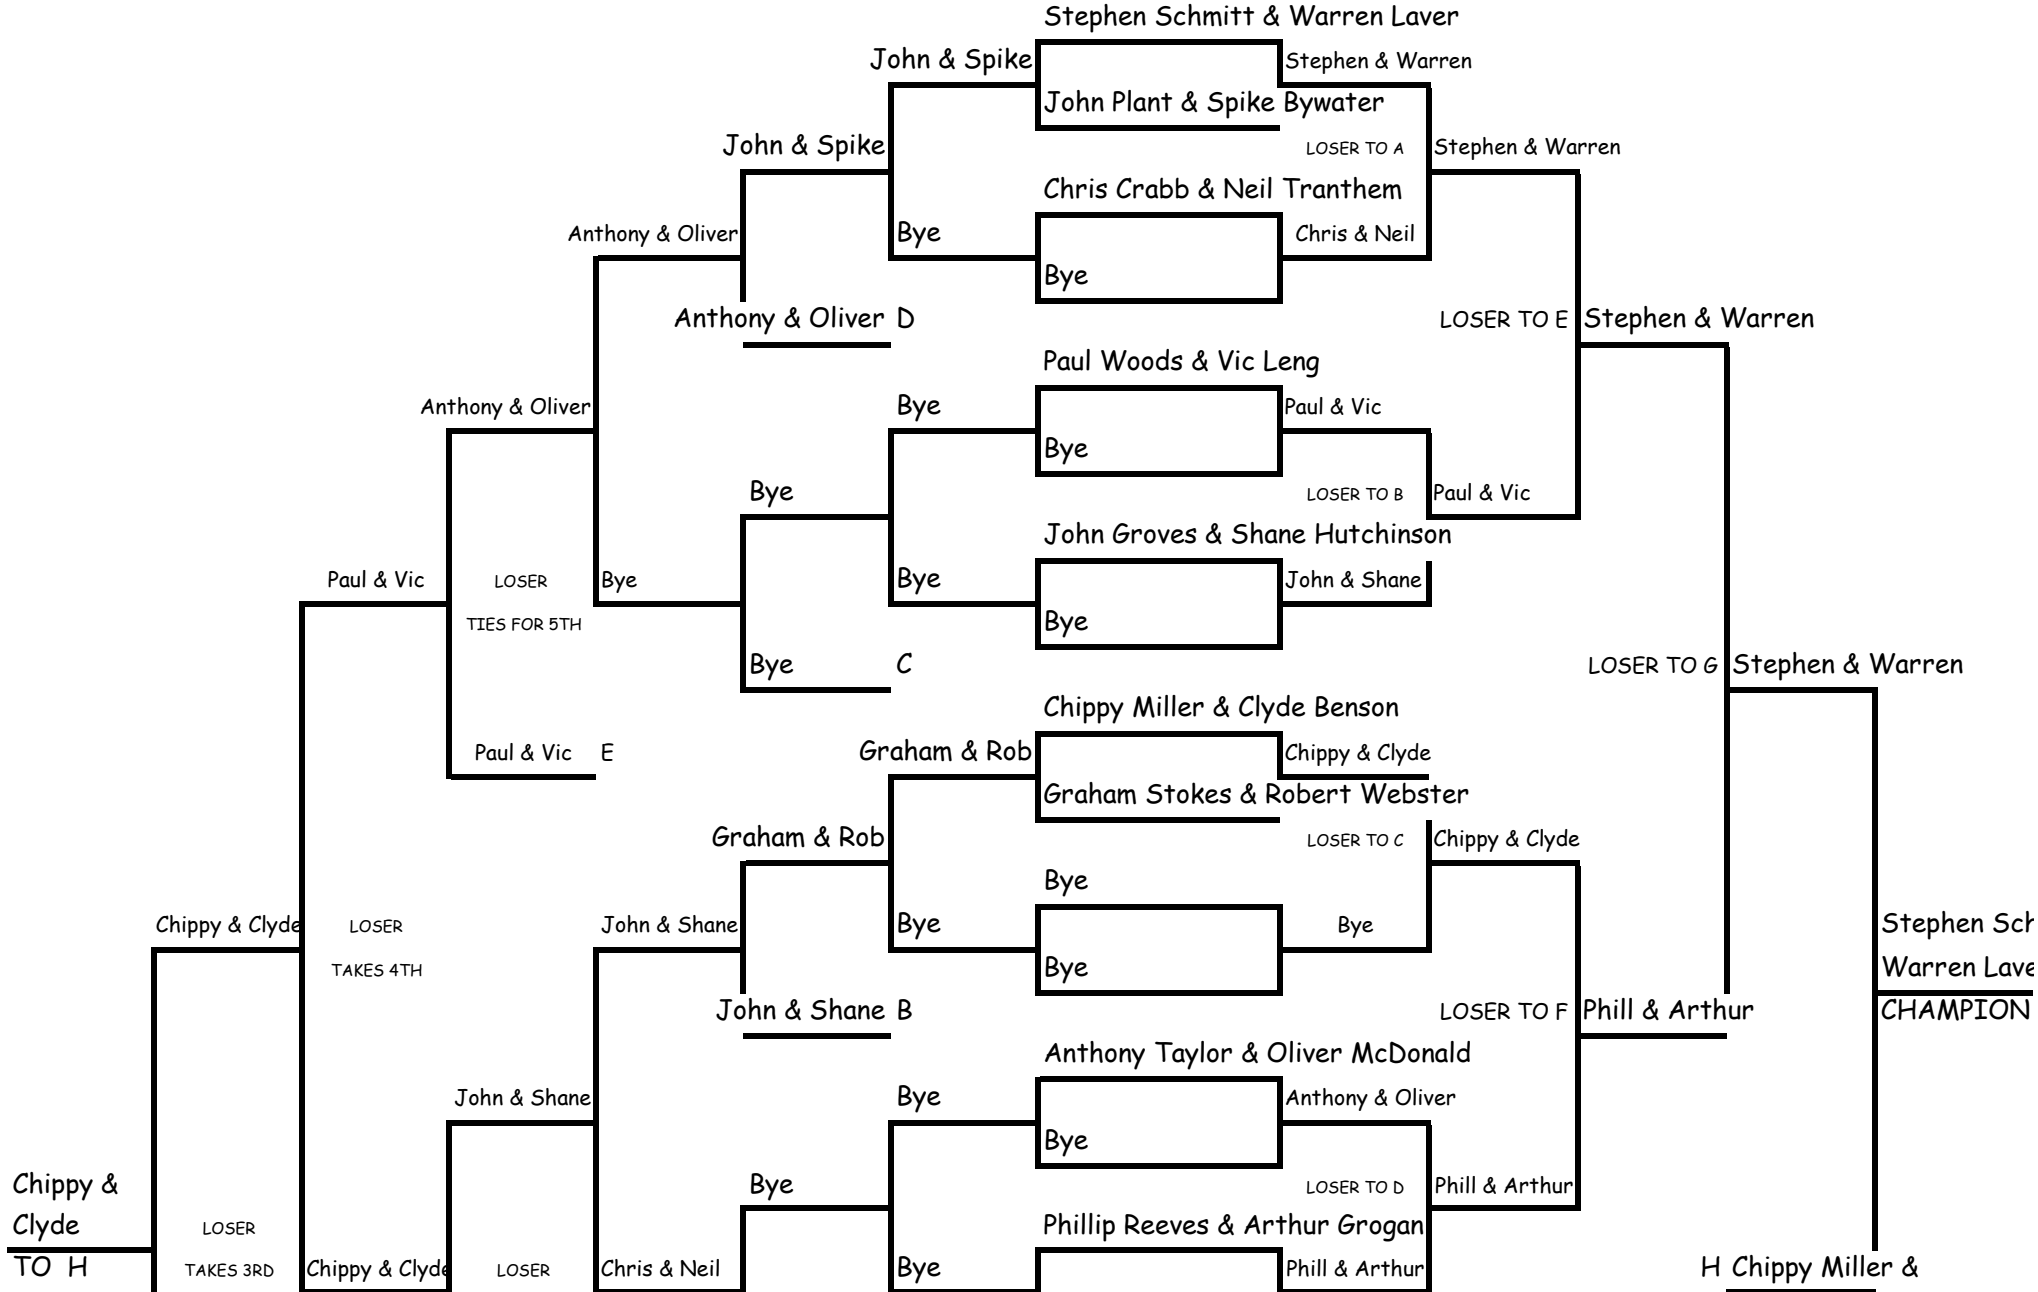 Stephen Schmitt & Warren Laver
John & Spike Stephen & Warren
John Plant & Spike Bywater
John & Spike LOSER TO A Stephen & Warren
Chris Crabb & Neil Tranthem
Anthony & Oliver Bye Chris & Neil
Bye
Anthony & Oliver D LOSER TO E Stephen & Warren
Paul Woods & Vic Leng
Anthony & Oliver Bye Paul & Vic
Bye
Bye LOSER TO B Paul & Vic
John Groves & Shane Hutchinson
Paul & Vic LOSER Bye Bye John & Shane
TIES FOR 5TH Bye
Bye C LOSER TO G Stephen & Warren
Chippy Miller & Clyde Benson
Paul & Vic E Graham & Rob Chippy & Clyde
Graham Stokes & Robert Webster
Graham & Rob LOSER TO C Chippy & Clyde
Bye
Chippy & Clyde LOSER John & Shane Bye Bye Stephen Sch
TAKES 4TH Bye Warren Lave
John & Shane B LOSER TO F Phill & Arthur CHAMPION
Anthony Taylor & Oliver McDonald
John & Shane Bye Anthony & Oliver
Bye
Chippy & Bye LOSER TO D Phill & Arthur
Clyde LOSER Phillip Reeves & Arthur Grogan
TO H TAKES 3RD Chippy & Clyde LOSER Chris & Neil Bye Phill & Arthur H Chippy Miller &